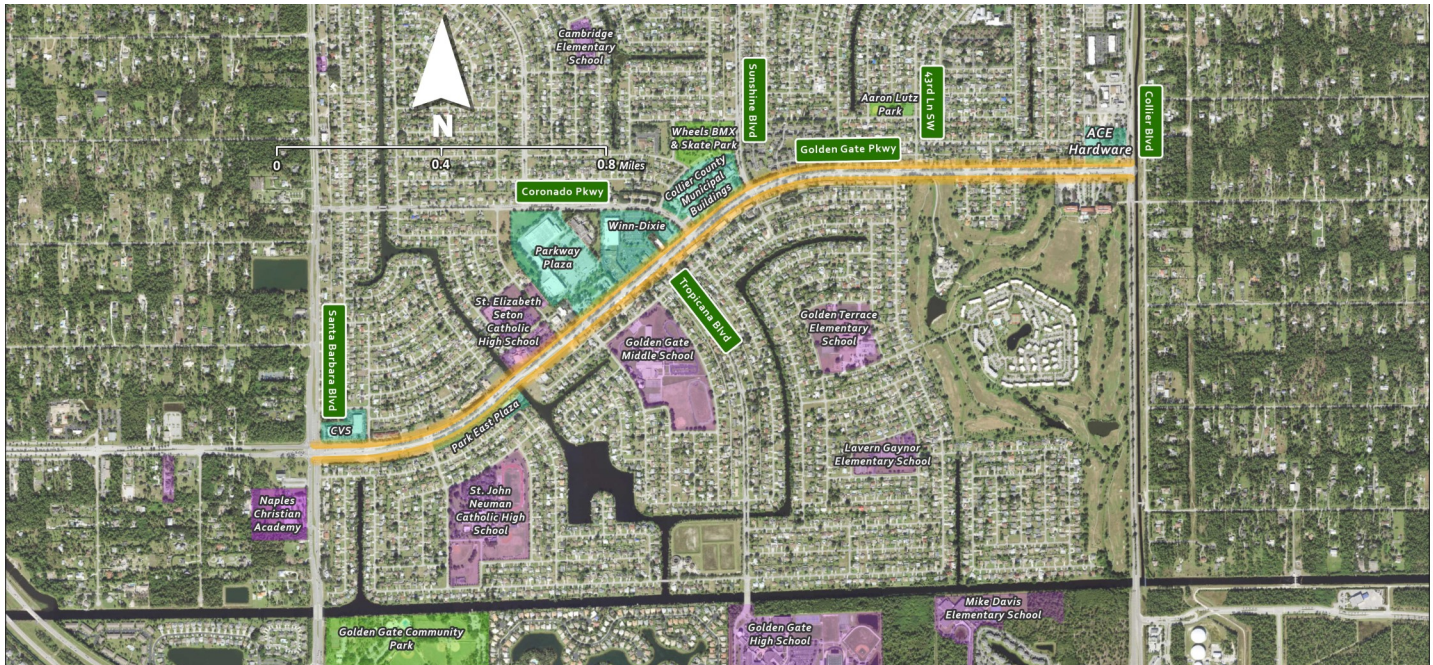 Cambridge
Elementary
School
N
0
0.4
0.8 Miles
Sunshine Blvd
43rd Ln SW
Collier Blvd
Aaron Lutz
Park
Wheels BMX
& Skate Park
ACE
Hardware
Golden Gate Pkwy
Coronado Pkwy
Collier County
Municipal
Buildings
Winn-Dixie
Parkway
Plaza
Tropicana Blvd
St. Elizabeth
Seton
Catholic
High School
Golden Gate
Middle School
Golden Terrace
Elementary
School
Santa Barbara Blvd
CVS
Park East Plaza
Lavern Gaynor
Elementary School
Naples
Christian
Academy
St. John
Neuman
Catholic High
School
Golden Gate Community
Park
Golden Gate
High School
Mike Davis
Elementary School